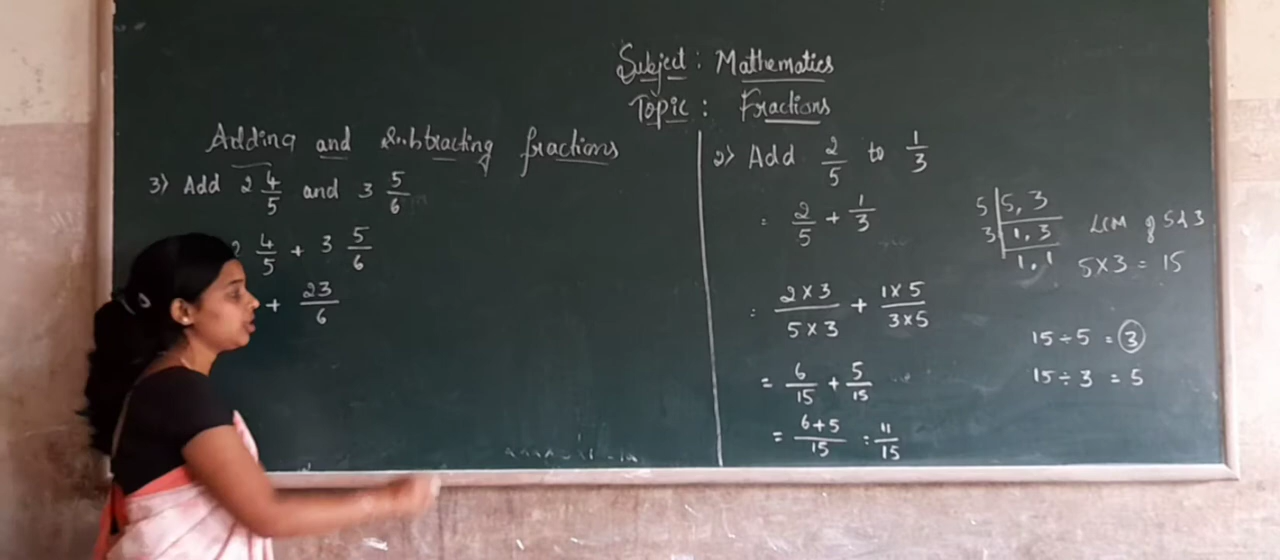 Subject : Mathematics
Topic : Fractions
Adding and Subtracting fractions
3) Add 2 4/5 and 3 5/6
2 4/5 + 3 5/6
+ 23/6
2) Add 2/5 to 1/3
= 2/5 + 1/3
= 2 x 3/5 x 3 + 1 x 5/3 x 5
= 6/15 + 5/15
= 6+5/15 = 11/15
5 | 5, 3
3 | 1, 3
1, 1
LCM of 5 & 3
5 x 3 = 15
15 ÷ 5 = 3
15 ÷ 3 = 5